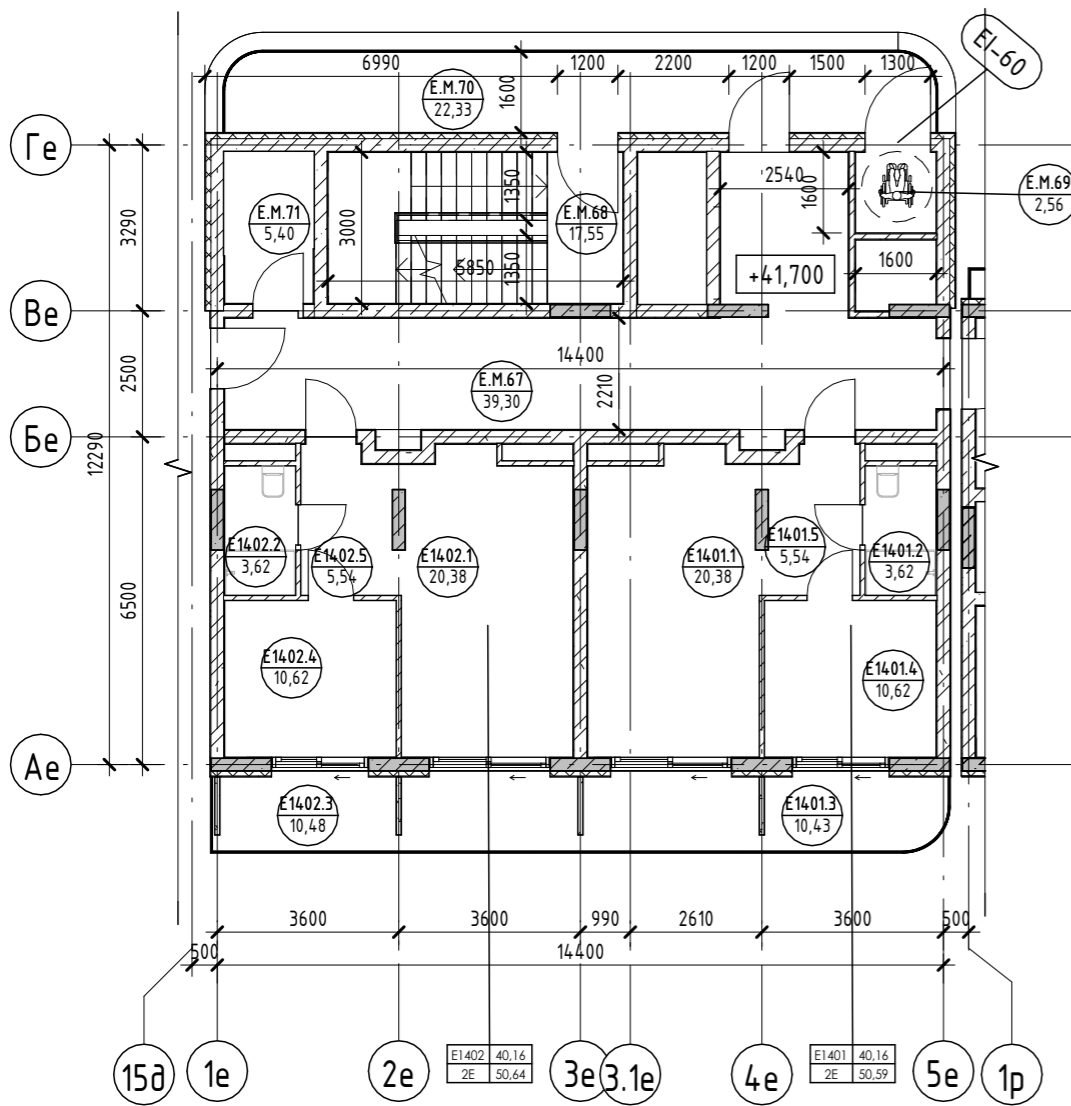 6990 1200 2200 1200 1500 1300
EI-60
E.M.70
22,33
1600
Ге
E.M.71
5,40
3000
1350
E.M.68
17,55
2540
1600
E.M.69
2,56
3290
5850
1350
+41,700
1600
Ве
14400
2500
E.M.67
39,30
2210
Бе
12290
E1402.2
3,62
E1402.5
5,54
E1402.1
20,38
E1401.1
20,38
E1401.5
5,54
E1401.2
3,62
6500
E1402.4
10,62
E1401.4
10,62
Ае
E1402.3
10,48
E1401.3
10,43
3600 3600 990 2610 3600 500
500 14400
15д 1е 2е 3е 3.1е 4е 5е 1р
E1402 40,16
2E 50,64
E1401 40,16
2E 50,59